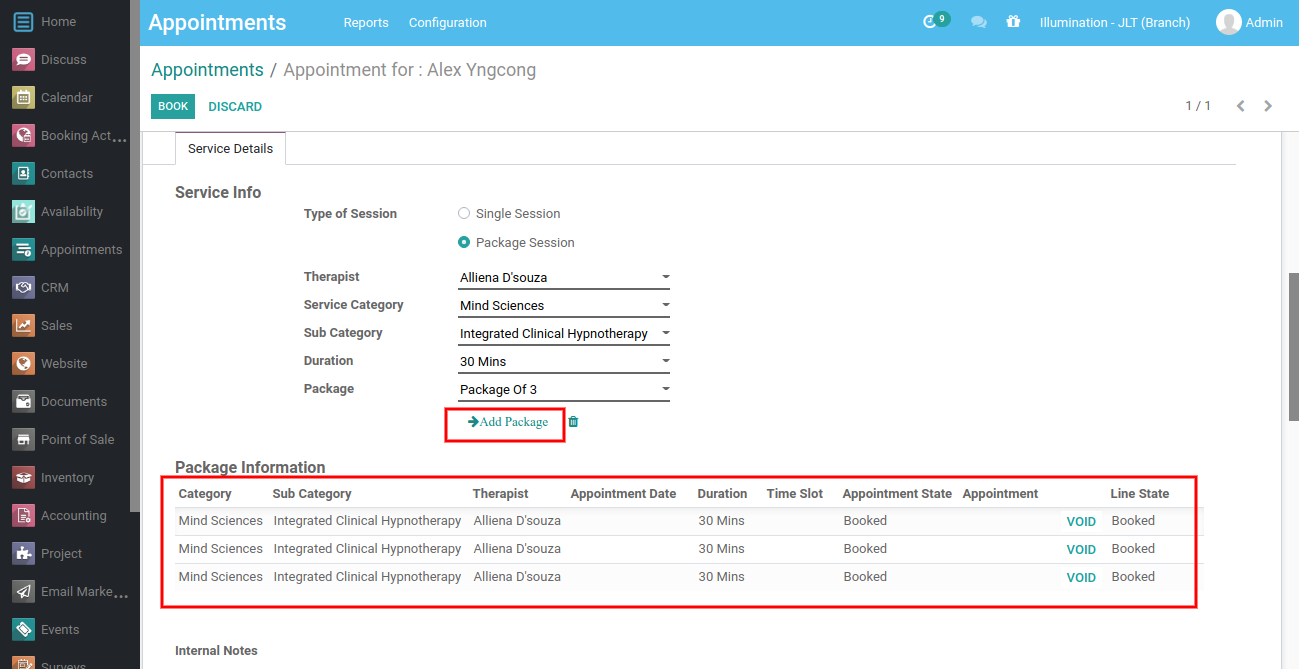 Home
Discuss
Calendar
Booking Act...
Contacts
Availability
Appointments
CRM
Sales
Website
Documents
Point of Sale
Inventory
Accounting
Project
Email Marke...
Events
Surveys
Appointments Reports Configuration 9 Illumination - JLT (Branch) Admin
Appointments / Appointment for : Alex Yngcong
BOOK DISCARD 1 / 1
Service Details
Service Info
Type of Session Single Session
Package Session
Therapist Alliena D'souza
Service Category Mind Sciences
Sub Category Integrated Clinical Hypnotherapy
Duration 30 Mins
Package Package Of 3
Add Package
Package Information
Category Sub Category Therapist Appointment Date Duration Time Slot Appointment State Appointment Line State
Mind Sciences Integrated Clinical Hypnotherapy Alliena D'souza 30 Mins Booked VOID Booked
Mind Sciences Integrated Clinical Hypnotherapy Alliena D'souza 30 Mins Booked VOID Booked
Mind Sciences Integrated Clinical Hypnotherapy Alliena D'souza 30 Mins Booked VOID Booked
Internal Notes